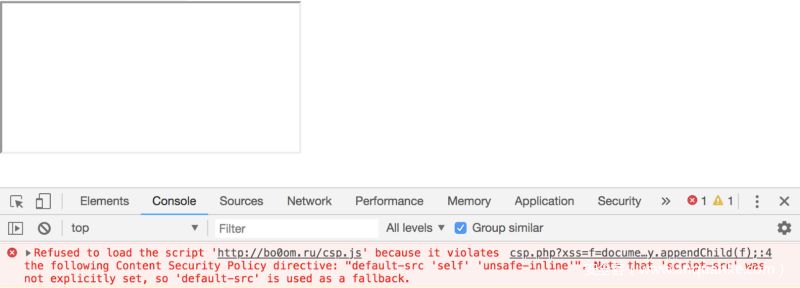 Elements Console Sources Network Performance Memory Application Security » 1 1
top Filter All levels Group similar
Refused to load the script 'http://bo0om.ru/csp.js' because it violates csp.php?xss=f=docume…y.appendChild(f);:4
the following Content Security Policy directive: "default-src 'self' 'unsafe-inline'". Note that 'script-src' was
not explicitly set, so 'default-src' is used as a fallback.